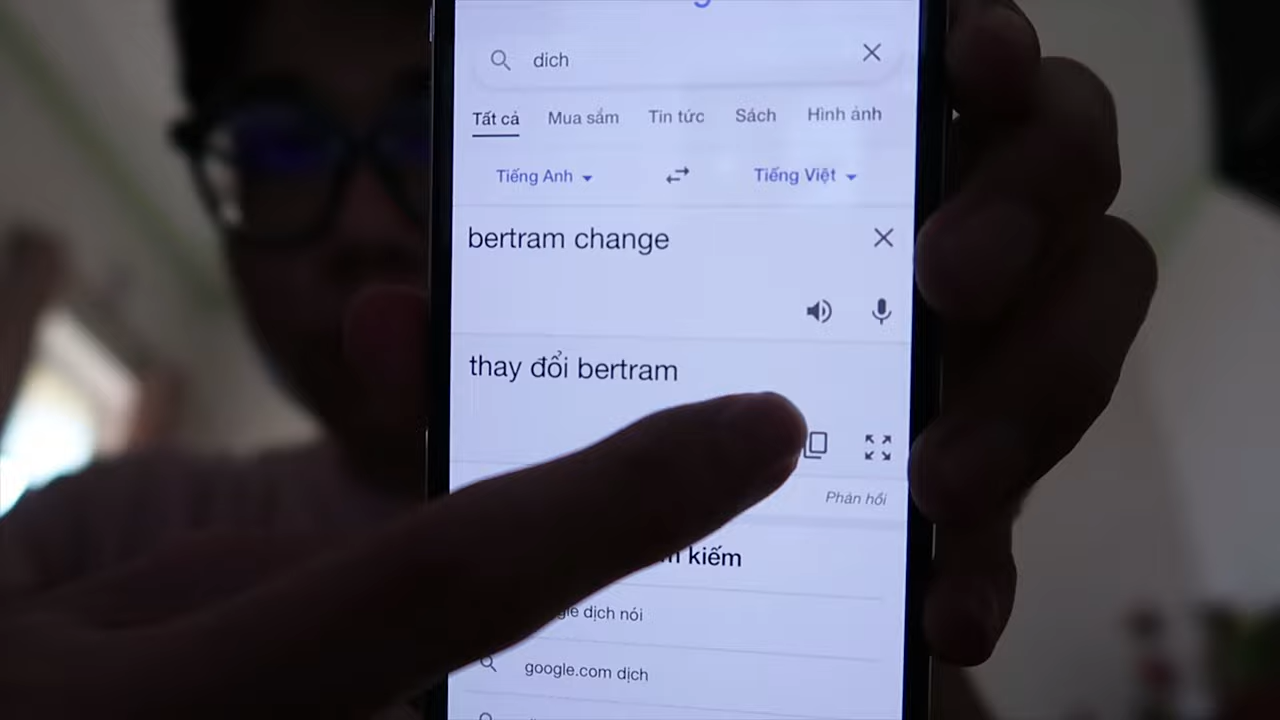 dich
Tất cả Mua sắm Tin tức Sách Hình ảnh
Tiếng Anh Tiếng Việt
bertram change
thay đổi bertram
Phản hồi
kiếm
dịch nói
google.com dịch